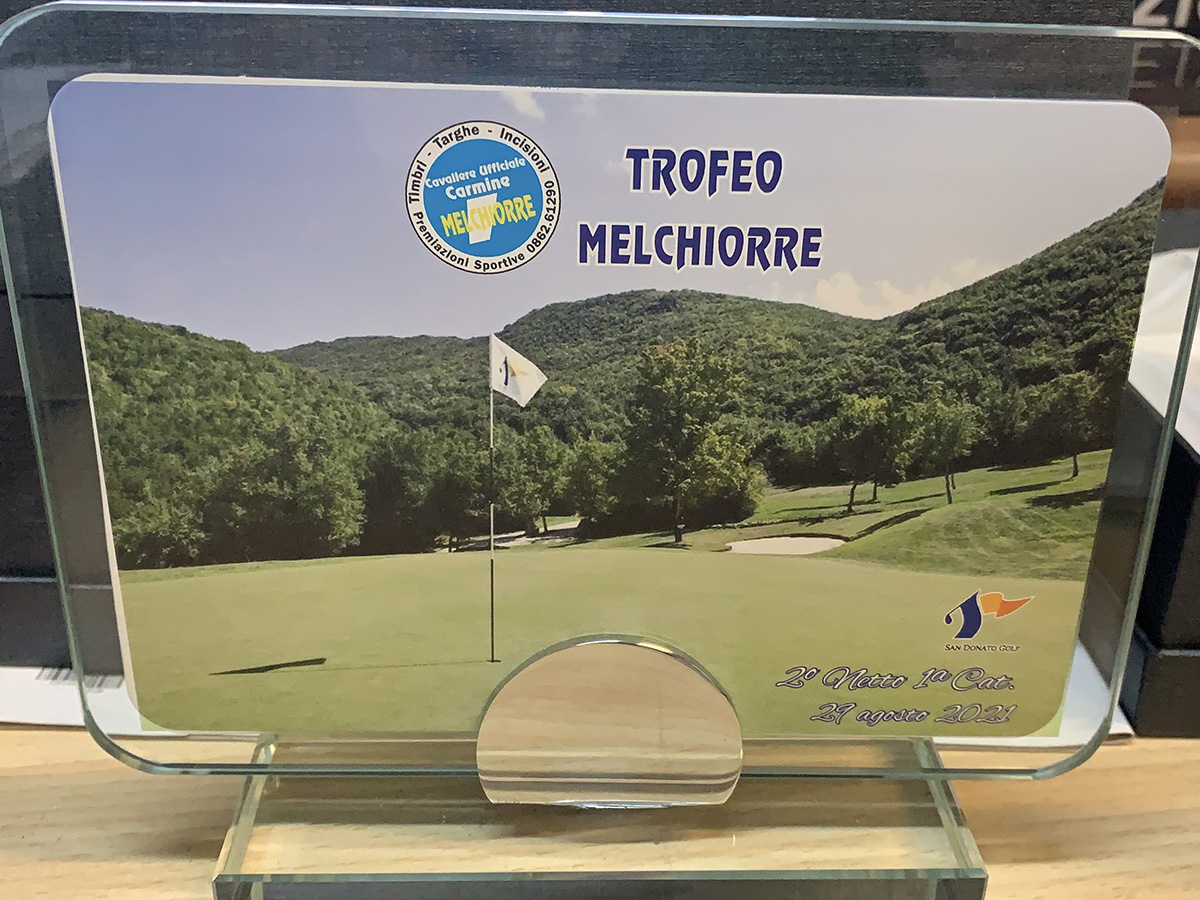 Timbri - Targhe - Incisioni
Cavaliere Ufficiale
Carmine
MELCHIORRE
Premiazioni Sportive 0862.61290
TROFEO
MELCHIORRE
SAN DONATO GOLF
2º Netto 1ª Cat.
29 agosto 2021